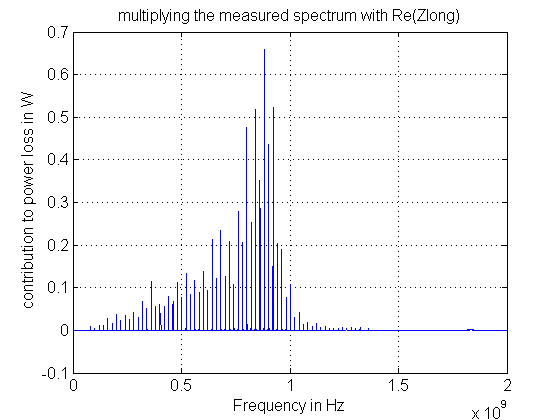 multiplying the measured spectrum with Re(Zlong)
contribution to power loss in W
0.7
0.6
0.5
0.4
0.3
0.2
0.1
0
-0.1
0 0.5 1 1.5 2
Frequency in Hz
x 10^9